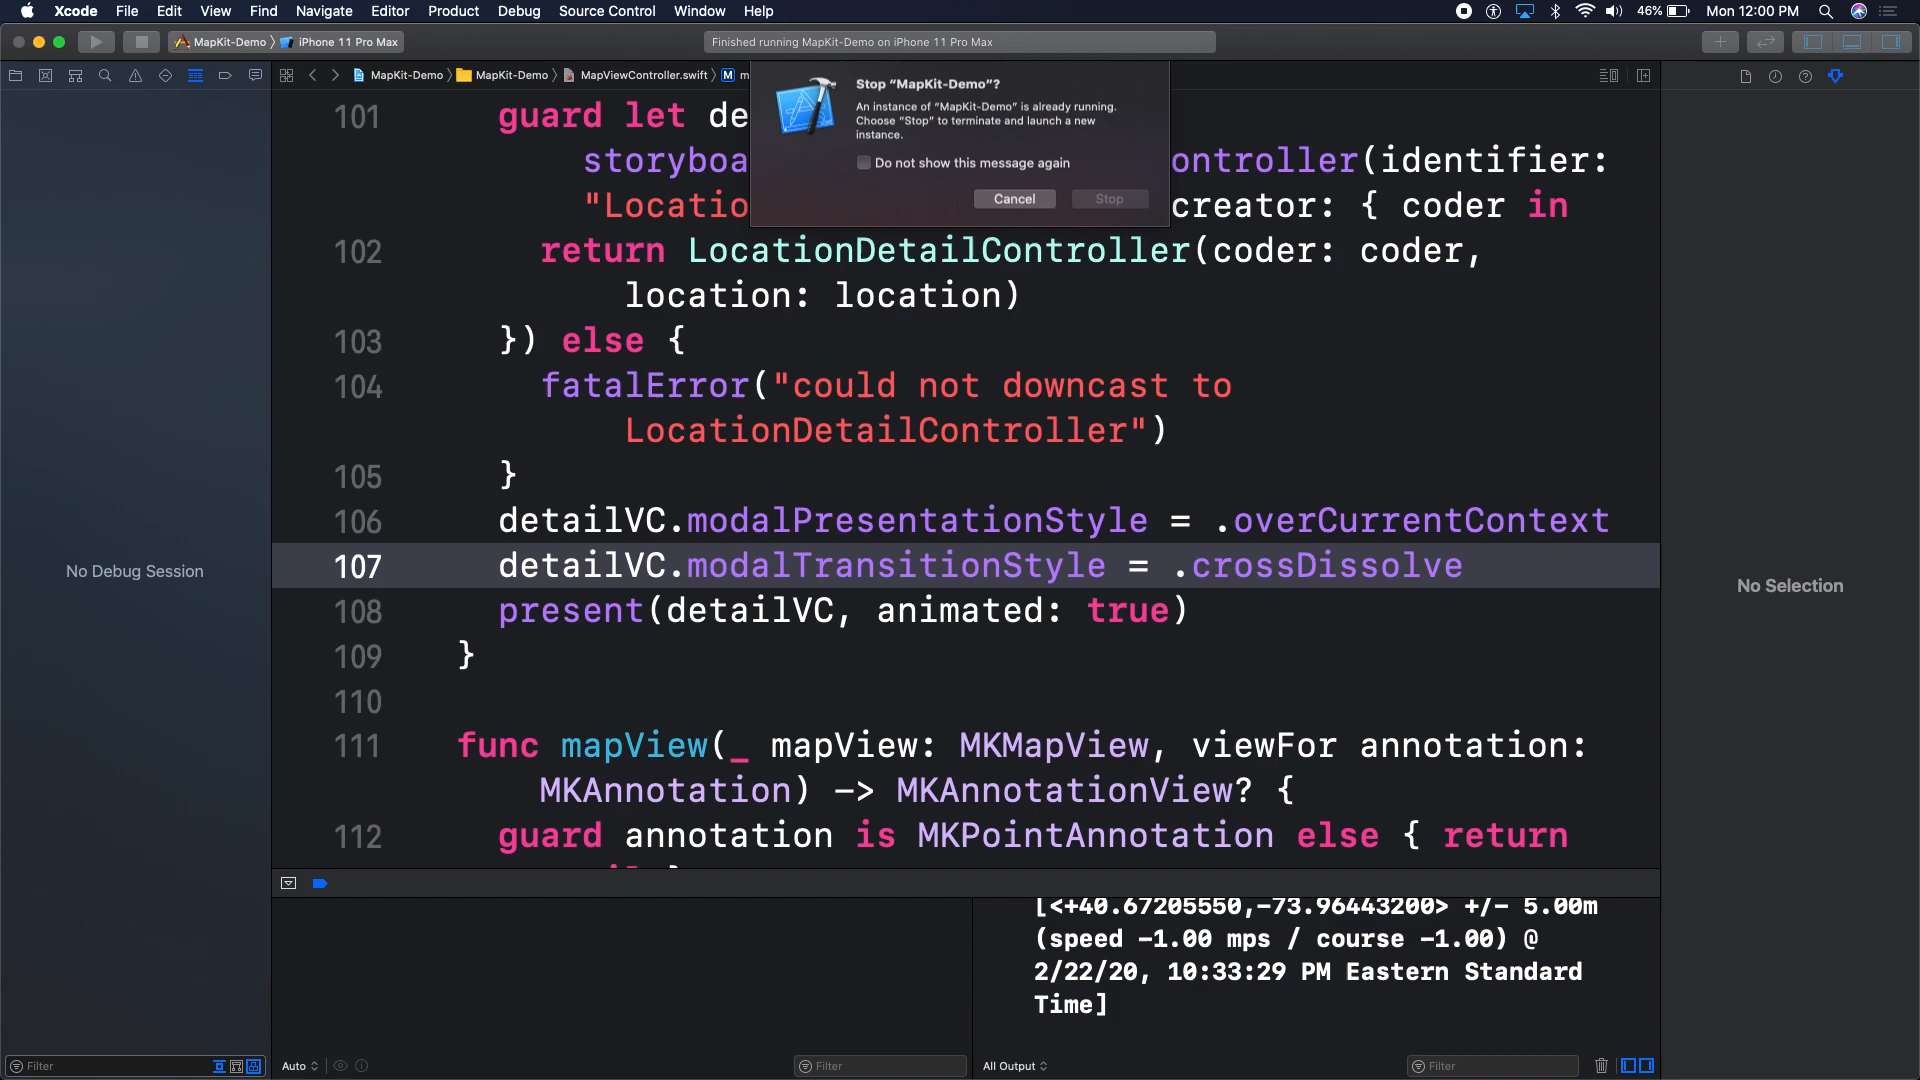 Xcode File Edit View Find Navigate Editor Product Debug Source Control Window Help
46% Mon 12:00 PM
MapKit-Demo iPhone 11 Pro Max
Finished running MapKit-Demo on iPhone 11 Pro Max
MapKit-Demo MapKit-Demo MapViewController.swift M m
Stop “MapKit-Demo”?
An instance of “MapKit-Demo” is already running.
Choose “Stop” to terminate and launch a new
instance.
Do not show this message again
Cancel Stop
101 guard let de
storyboa ontroller(identifier:
"Locatio creator: { coder in
102 return LocationDetailController(coder: coder,
location: location)
103 }) else {
104 fatalError("could not downcast to
LocationDetailController")
105 }
106 detailVC.modalPresentationStyle = .overCurrentContext
107 detailVC.modalTransitionStyle = .crossDissolve
108 present(detailVC, animated: true)
109 }
110
111 func mapView(_ mapView: MKMapView, viewFor annotation:
MKAnnotation) -> MKAnnotationView? {
112 guard annotation is MKPointAnnotation else { return
No Debug Session
No Selection
[<+40.67205550,-73.96443200> +/- 5.00m
(speed -1.00 mps / course -1.00) @
2/22/20, 10:33:29 PM Eastern Standard
Time]
Filter
Auto
Filter
All Output
Filter